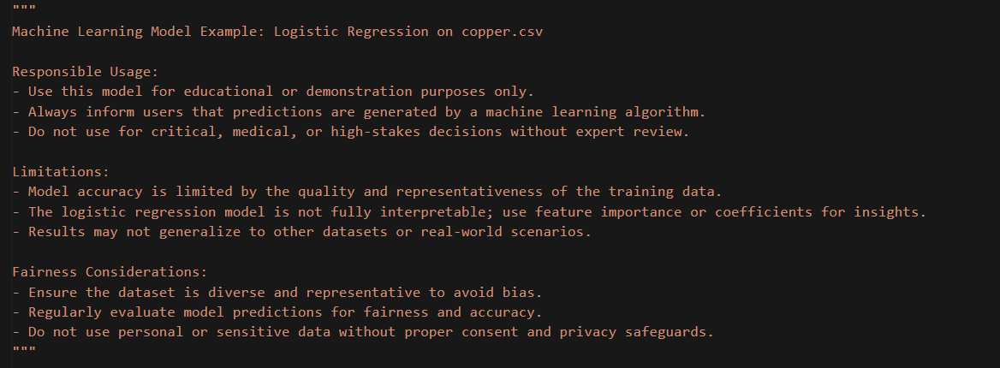 """
Machine Learning Model Example: Logistic Regression on copper.csv
Responsible Usage:
- Use this model for educational or demonstration purposes only.
- Always inform users that predictions are generated by a machine learning algorithm.
- Do not use for critical, medical, or high-stakes decisions without expert review.
Limitations:
- Model accuracy is limited by the quality and representativeness of the training data.
- The logistic regression model is not fully interpretable; use feature importance or coefficients for insights.
- Results may not generalize to other datasets or real-world scenarios.
Fairness Considerations:
- Ensure the dataset is diverse and representative to avoid bias.
- Regularly evaluate model predictions for fairness and accuracy.
- Do not use personal or sensitive data without proper consent and privacy safeguards.
"""